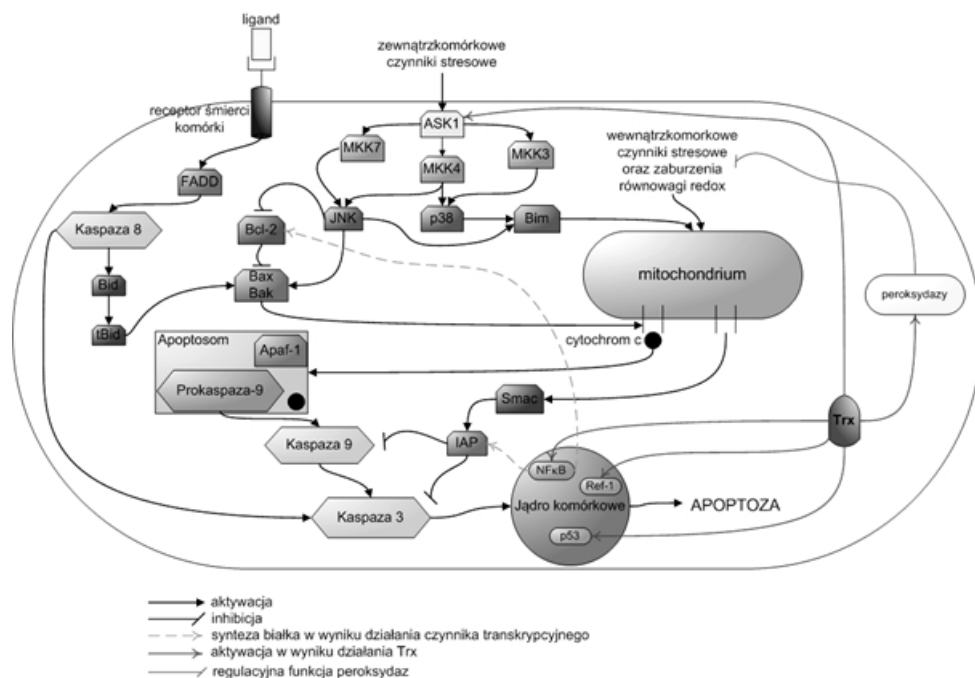 ligand
zewnątrzkomórkowe
czynniki stresowe
receptor śmierci
komórki
ASK1
MKK7
MKK4
MKK3
wewnątrzkomorkowe
czynniki stresowe
oraz zaburzenia
równowagi redox
FADD
Kaspaza 8
Bcl-2
JNK
p38
Bim
Bid
Bax
Bak
mitochondrium
peroksydazy
tBid
cytochrom c
Apoptosom
Apaf-1
Prokaspaza-9
Smac
Trx
Kaspaza 9
IAP
NFκB
Ref-1
Kaspaza 3
Jądro komórkowe
APOPTOZA
p53
aktywacja
inhibicja
synteza białka w wyniku działania czynnika transkrypcyjnego
aktywacja w wyniku działania Trx
regulacyjna funkcja peroksydaz